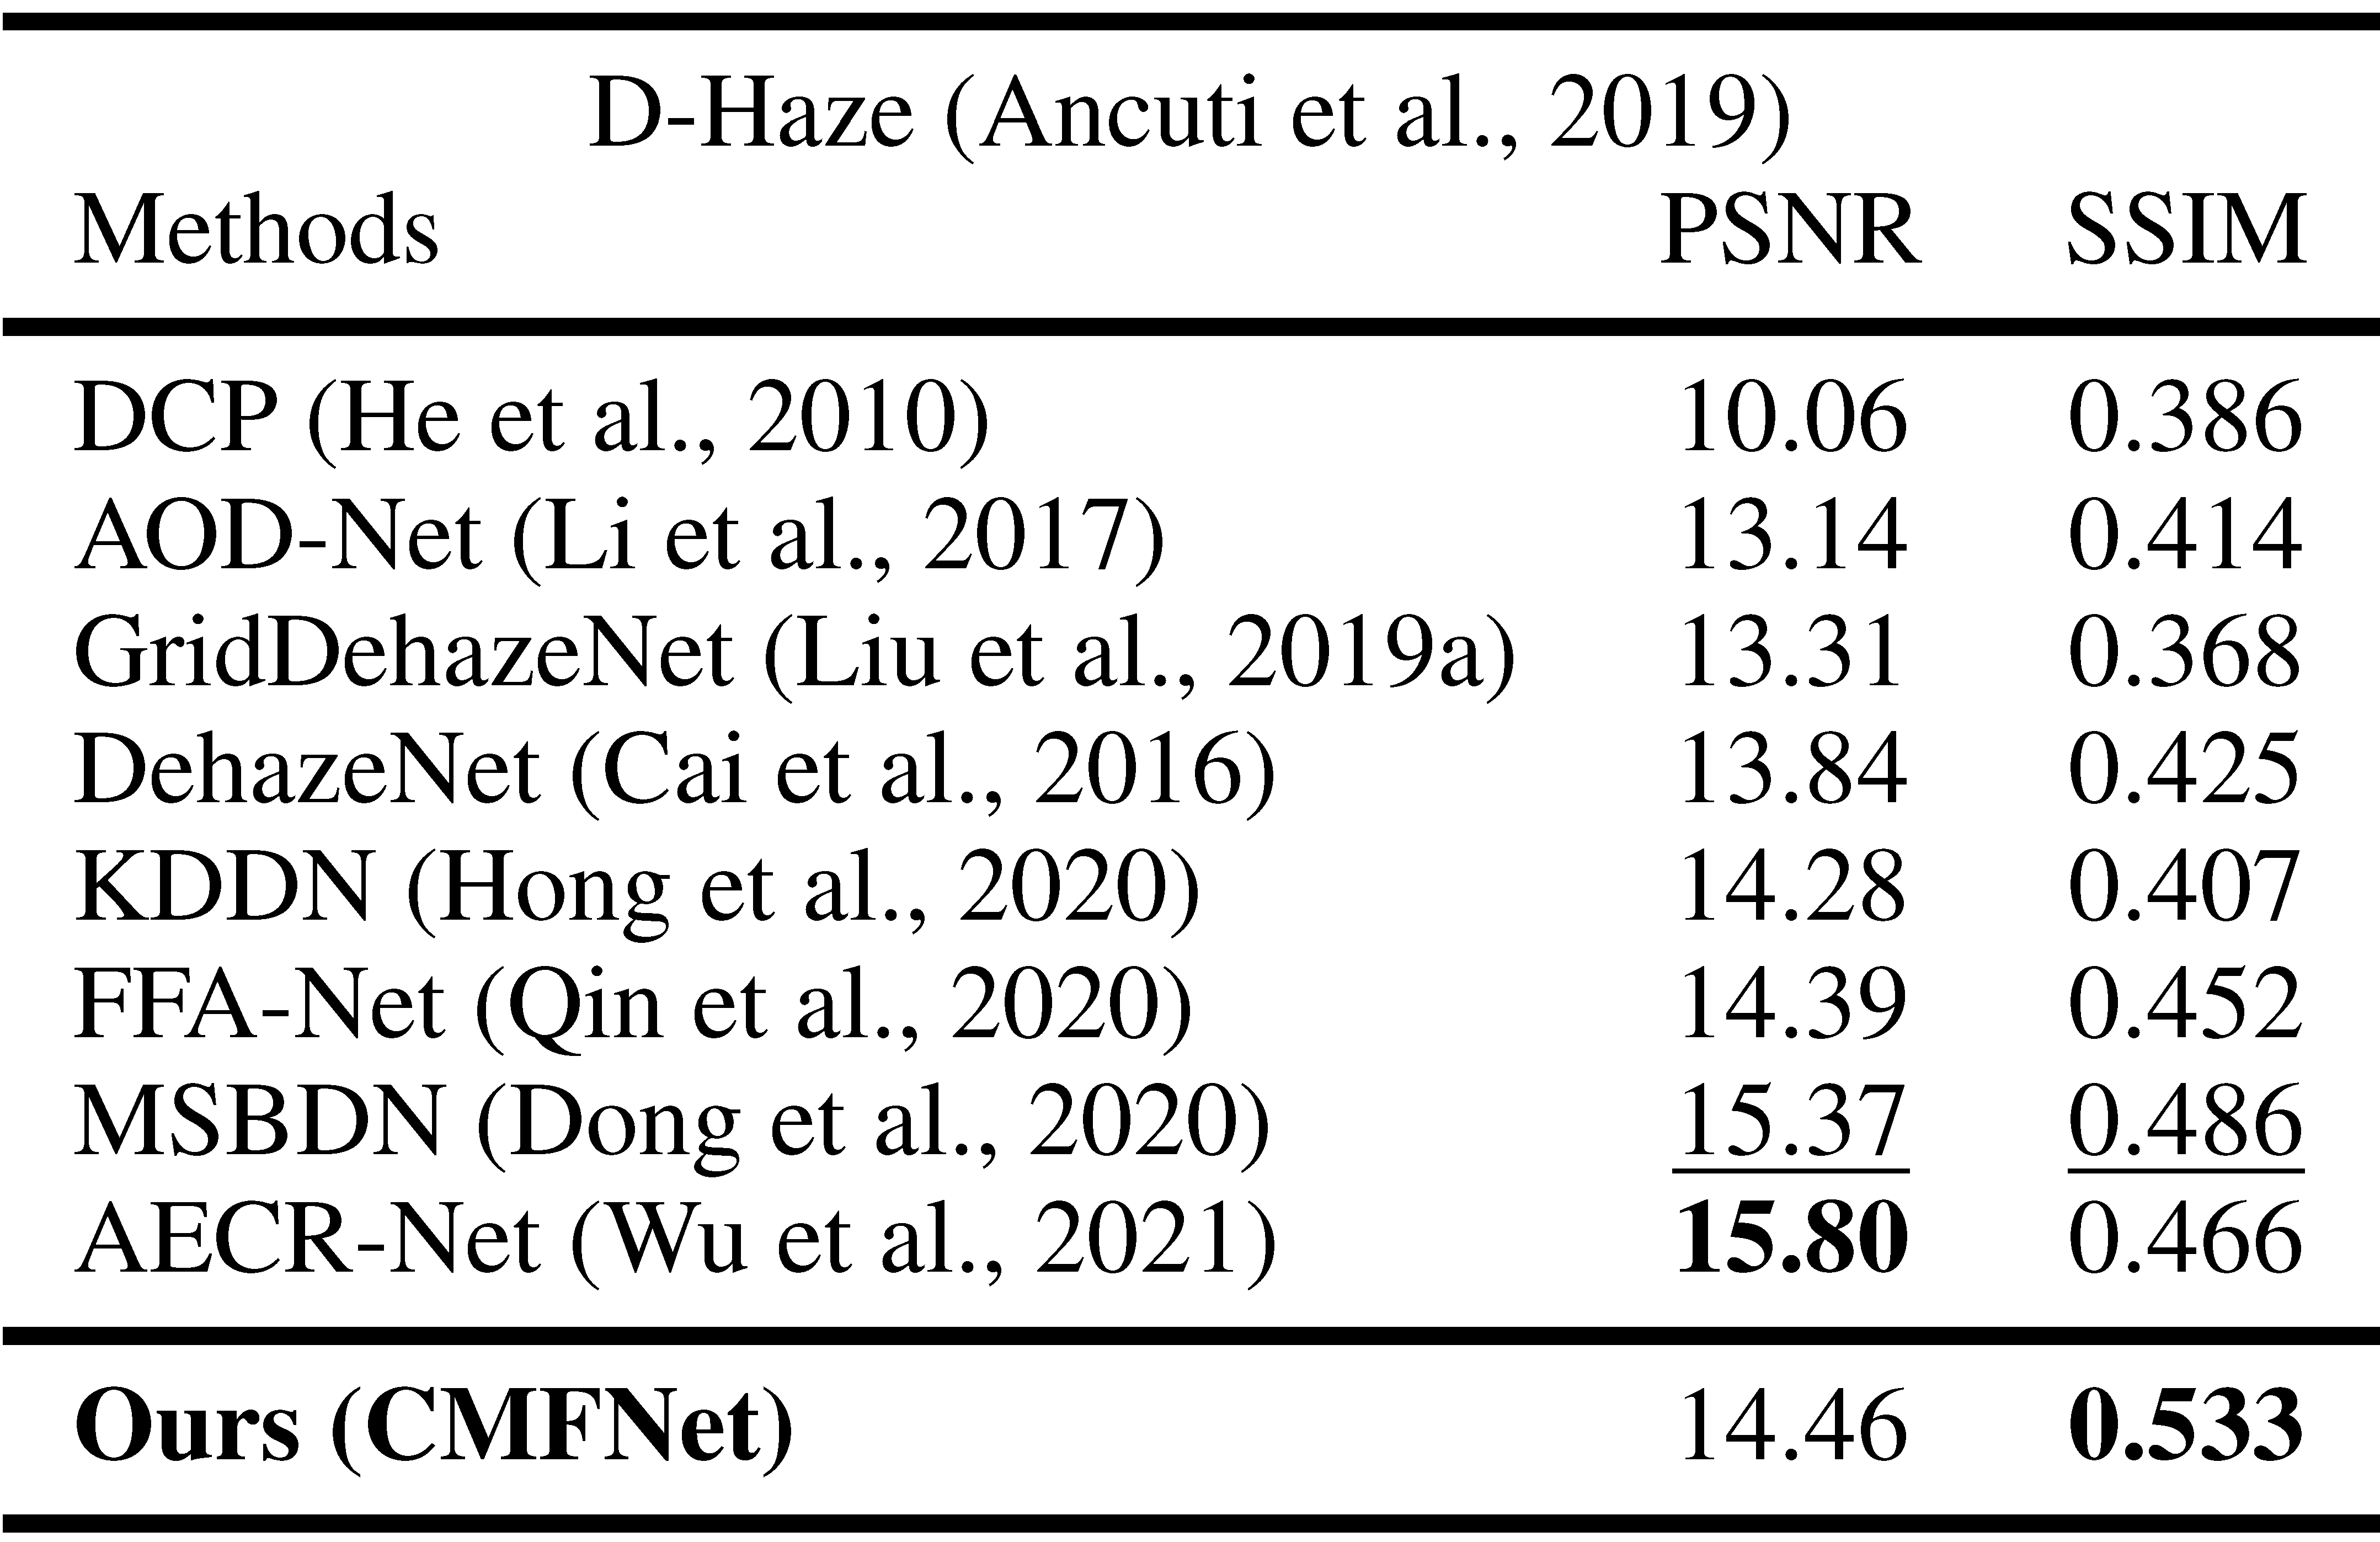 D-Haze (Ancuti et al., 2019)
Methods PSNR SSIM
DCP (He et al., 2010) 10.06 0.386
AOD-Net (Li et al., 2017) 13.14 0.414
GridDehazeNet (Liu et al., 2019a) 13.31 0.368
DehazeNet (Cai et al., 2016) 13.84 0.425
KDDN (Hong et al., 2020) 14.28 0.407
FFA-Net (Qin et al., 2020) 14.39 0.452
MSBDN (Dong et al., 2020) 15.37 0.486
AECR-Net (Wu et al., 2021) 15.80 0.466
Ours (CMFNet) 14.46 0.533